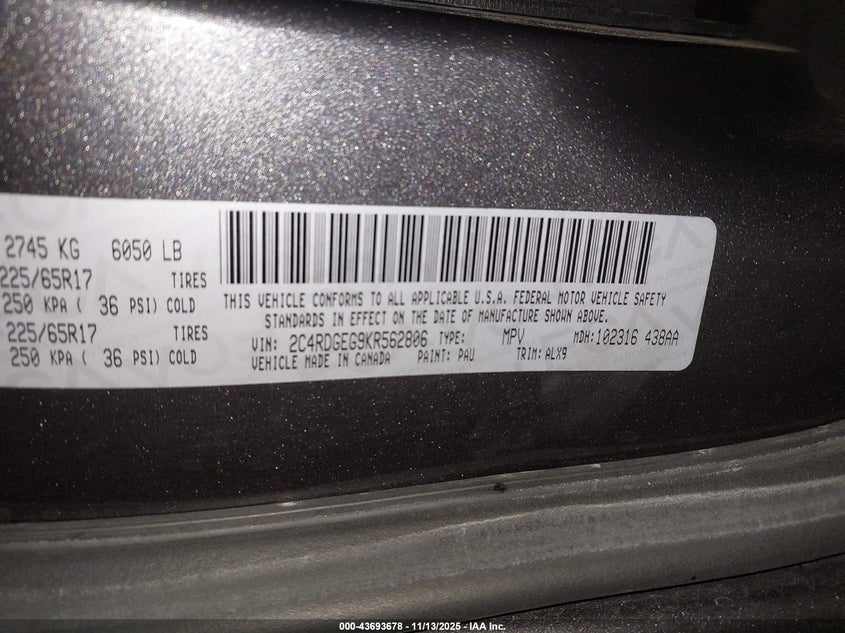 2745 KG 6050 LB
225/65R17 TIRES
250 KPA ( 36 PSI) COLD
225/65R17 TIRES
250 KPA ( 36 PSI) COLD
THIS VEHICLE CONFORMS TO ALL APPLICABLE U.S.A. FEDERAL MOTOR VEHICLE SAFETY
STANDARDS IN EFFECT ON THE DATE OF MANUFACTURE SHOWN ABOVE.
VIN: 2C4RDGEG9KR562806 TYPE: MPV MDH: 102316 438AA
VEHICLE MADE IN CANADA PAINT: PAU TRIM: ALX9
000-43693678 - 11/13/2025 - IAA Inc.